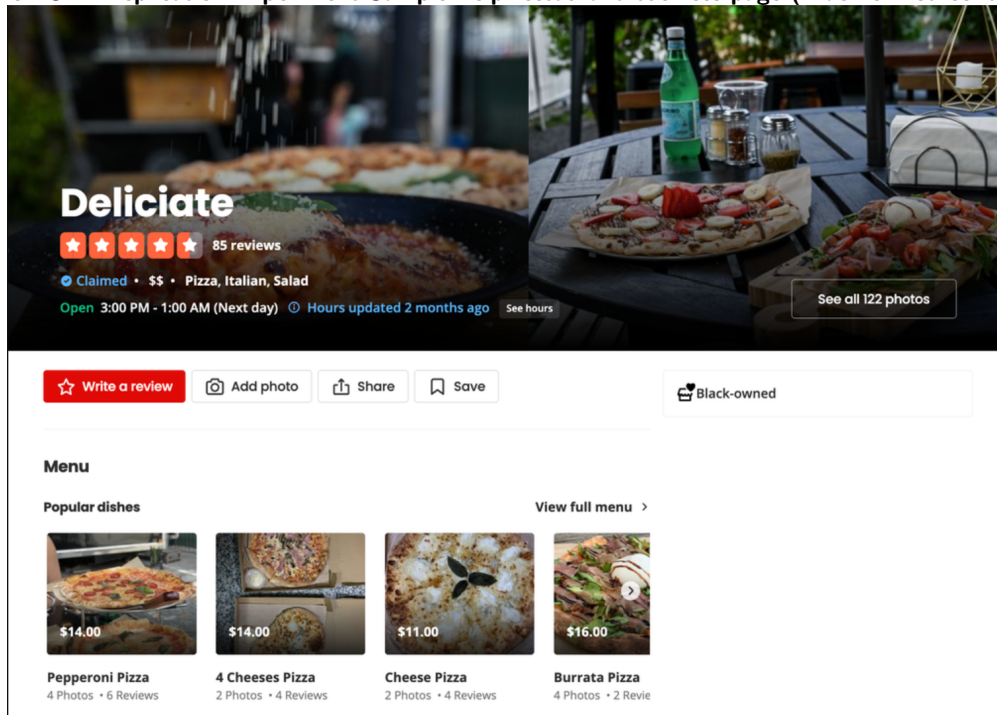 Deliciate
85 reviews
Claimed • $$ • Pizza, Italian, Salad
Open 3:00 PM - 1:00 AM (Next day) Hours updated 2 months ago See hours
See all 122 photos
Write a review Add photo Share Save
Black-owned
Menu
Popular dishes View full menu
$14.00 $14.00 $11.00 $16.00
Pepperoni Pizza 4 Cheeses Pizza Cheese Pizza Burrata Pizza
4 Photos • 6 Reviews 2 Photos • 4 Reviews 2 Photos • 4 Reviews 4 Photos • 2 Revie